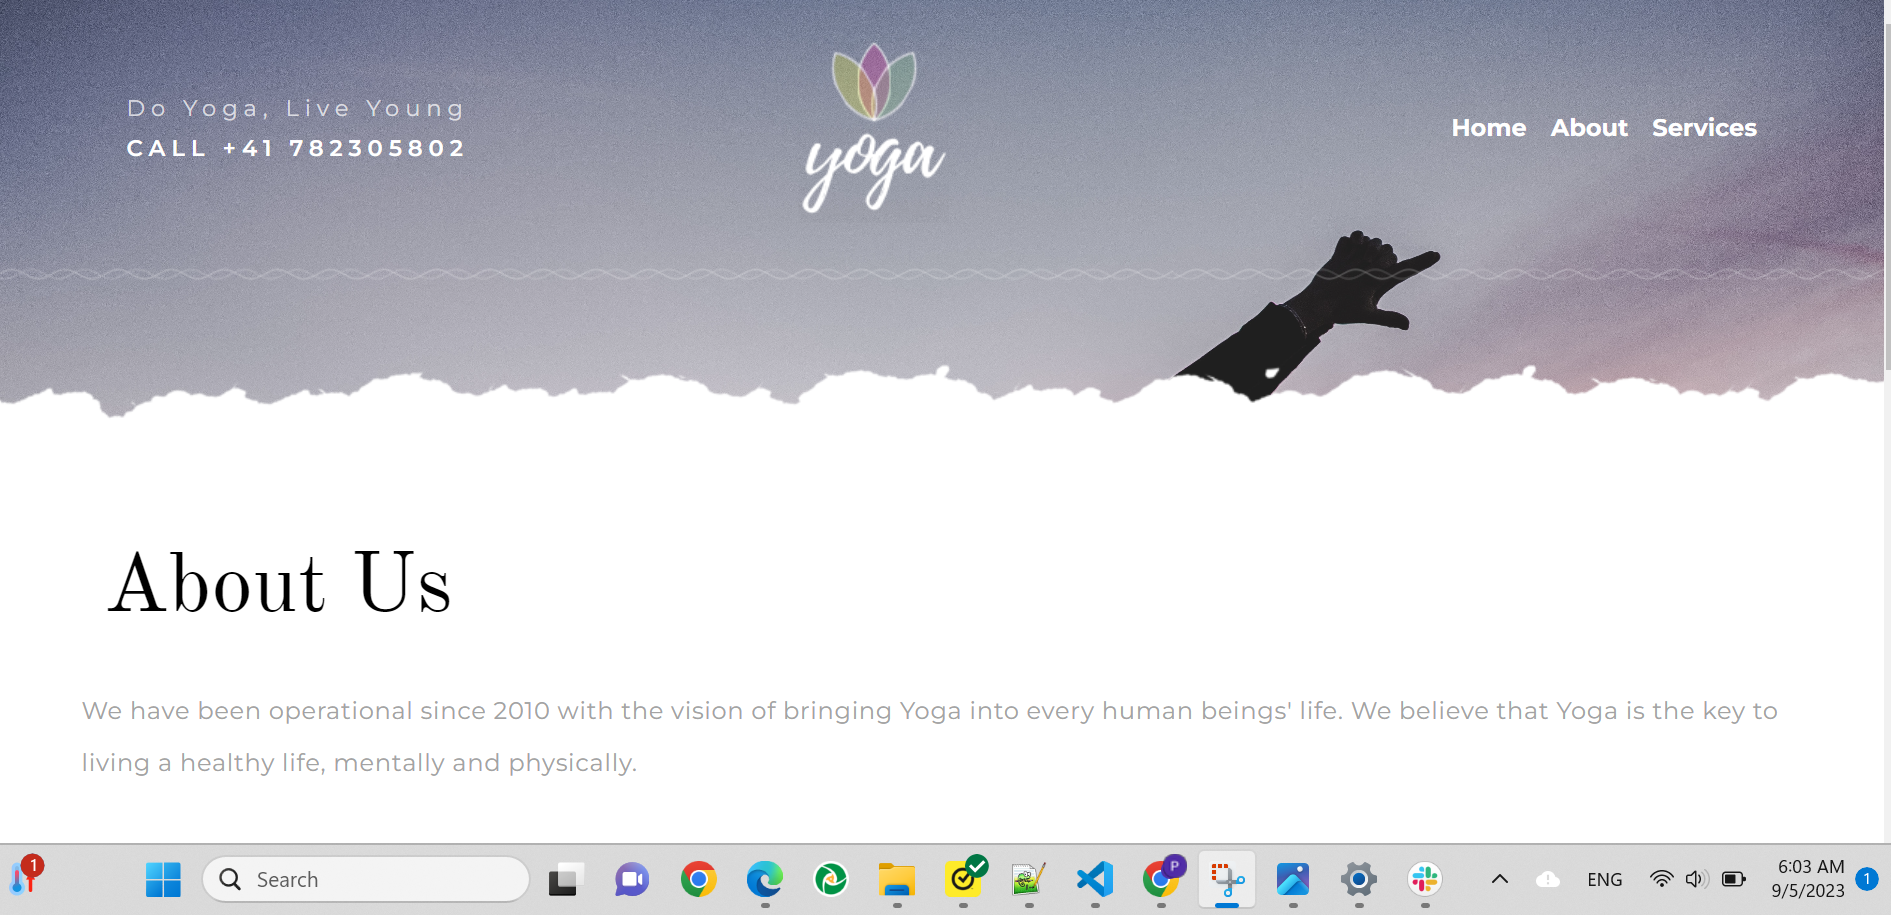 Do Yoga, Live Young
CALL +41 782305802
yoga
Home About Services
About Us
We have been operational since 2010 with the vision of bringing Yoga into every human beings' life. We believe that Yoga is the key to
living a healthy life, mentally and physically.
1
Search
P
ENG
6:03 AM
9/5/2023
1